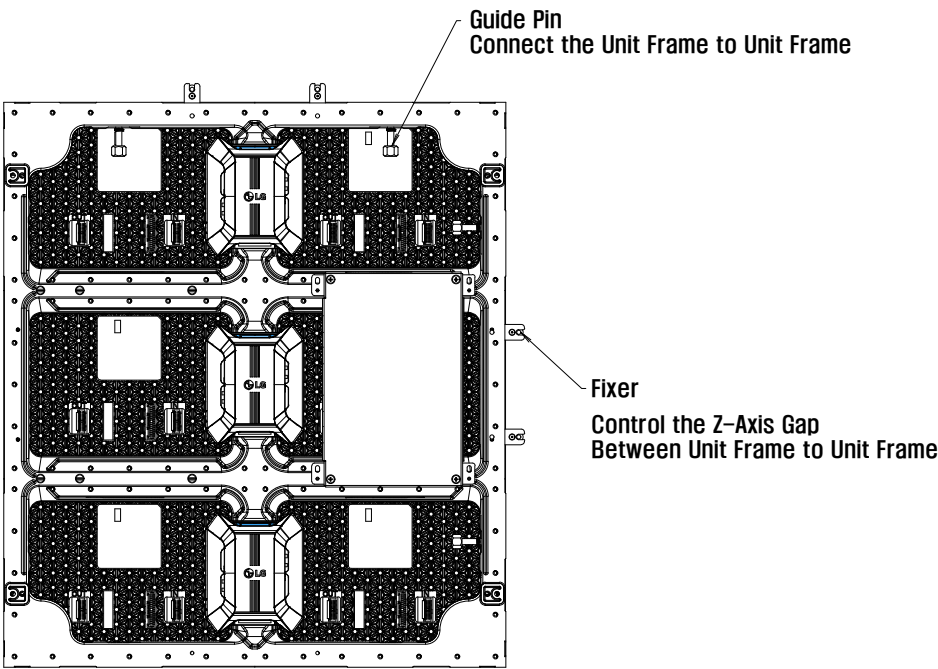 Guide Pin
Connect the Unit Frame to Unit Frame
LG
LG
Fixer
Control the Z-Axis Gap
Between Unit Frame to Unit Frame
LG